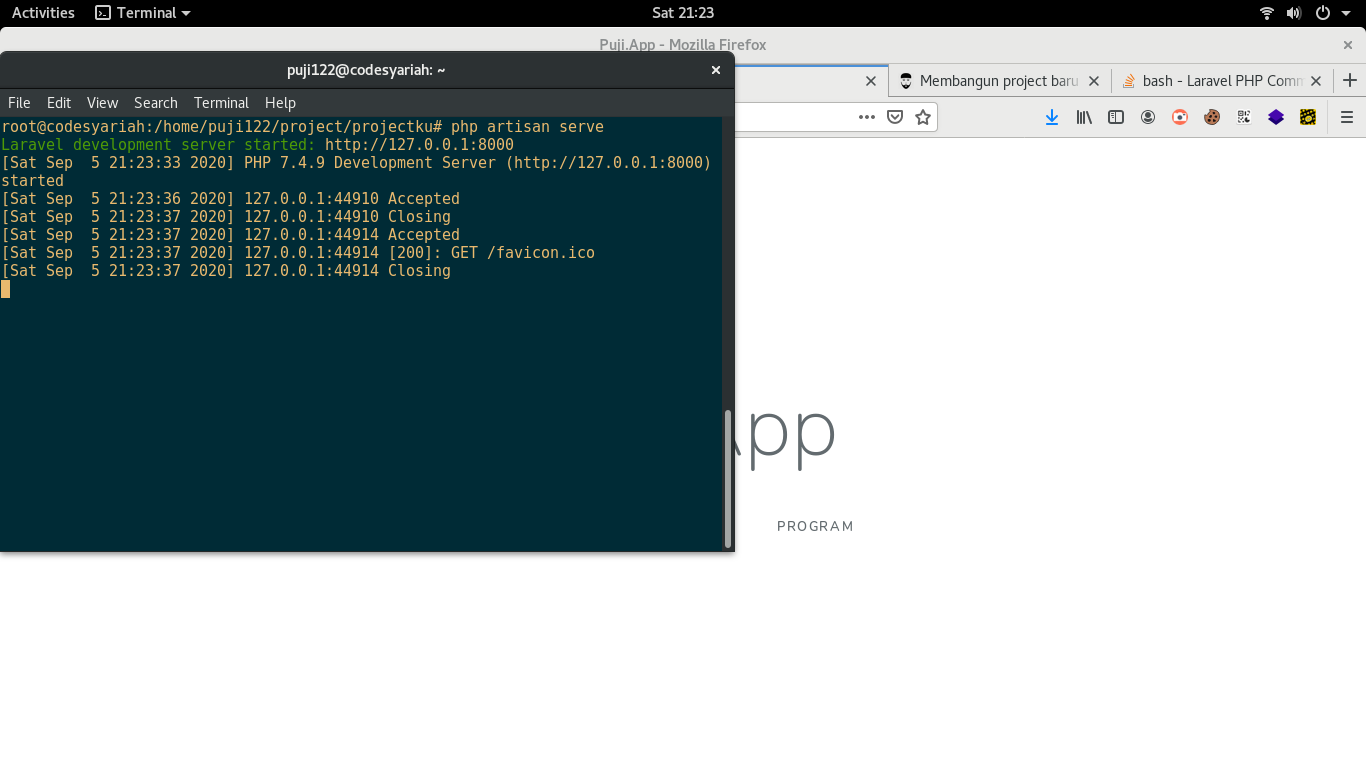 Activities Terminal Sat 21:23
Puji.App - Mozilla Firefox
puji122@codesyariah: ~
Membangun project baru
bash - Laravel PHP Comm
File Edit View Search Terminal Help
root@codesyariah:/home/puji122/project/projectku# php artisan serve
Laravel development server started: http://127.0.0.1:8000
[Sat Sep  5 21:23:33 2020] PHP 7.4.9 Development Server (http://127.0.0.1:8000)
started
[Sat Sep  5 21:23:36 2020] 127.0.0.1:44910 Accepted
[Sat Sep  5 21:23:37 2020] 127.0.0.1:44910 Closing
[Sat Sep  5 21:23:37 2020] 127.0.0.1:44914 Accepted
[Sat Sep  5 21:23:37 2020] 127.0.0.1:44914 [200]: GET /favicon.ico
[Sat Sep  5 21:23:37 2020] 127.0.0.1:44914 Closing
App
PROGRAM